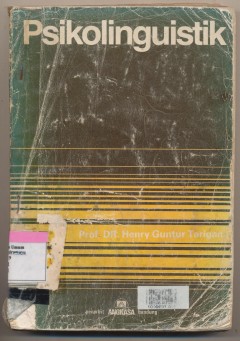 Psikolinguistik
Prof. DR. Henry Guntur Tarigan
penerbit ANGKASA bandung